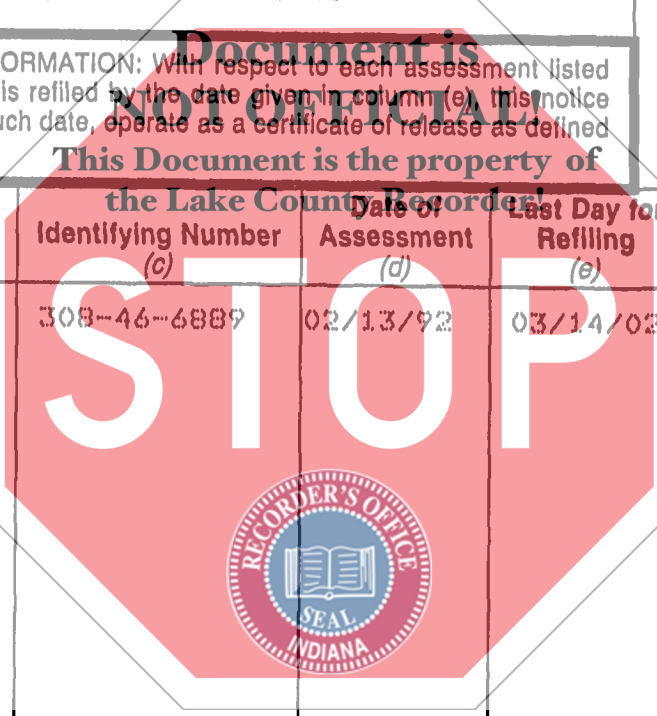 Document is
ORMATION: With respect to each assessment listed
is refiled by the date given in column (e), this notice
NOT OFFICIAL!
uch date, operate as a certificate of release as defined
This Document is the property of
the Lake County Recorder!
Identifying Number
(c)
Date of
Assessment
(d)
Last Day for
Refiling
(e)
308-46-6889 02/13/92 03/14/02
STOP
RECORDER'S OFFICE
SEAL
INDIANA